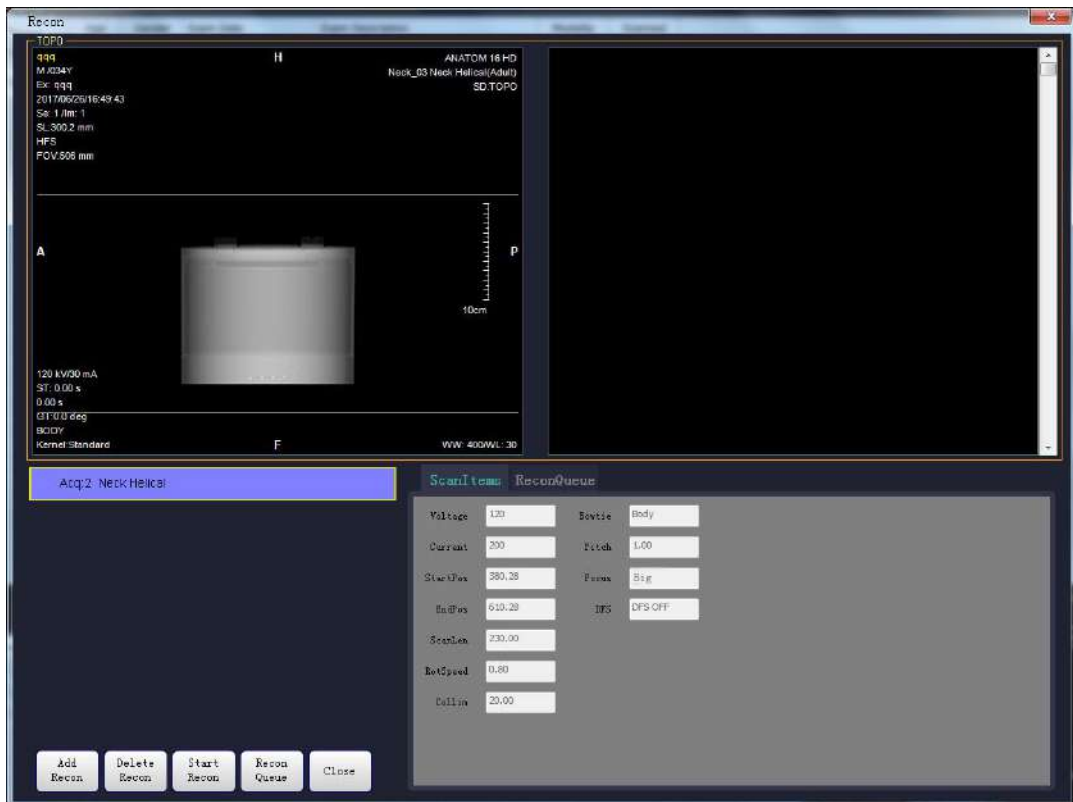 Recon
TOPO
qqq
M /034Y
Ex: qqq
2017/06/26/16:49:43
Se: 1 /Im: 1
SL:300.2 mm
HFS
FOV:506 mm
H
ANATOM 16 HD
Neck_03 Neck Helical(Adult)
SD:TOPO
A
P
10cm
120 kV/30 mA
ST: 0.00 s
0.00 s
GT:0.0 deg
BODY
Kernel:Standard
F
WW: 400/WL: 30
Acq:2 Neck Helical
ScanItems ReconQueue
Voltage 120 Bowtie Body
Current 200 Pitch 1.00
StartPos 380.28 Focus Big
EndPos 610.28 DFS DFS OFF
ScanLen 230.00
RotSpeed 0.80
Collim 20.00
Add Recon
Delete Recon
Start Recon
Recon Queue
Close